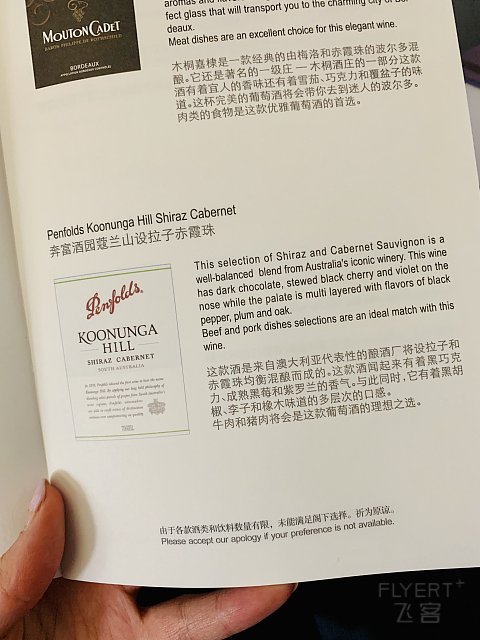 MOUTON CADET
BARON PHILIPPE DE ROTHSCHILD
BORDEAUX
fect glass that will transport you to the charming city of Bor-
deaux.
Meat dishes are an excellent choice for this elegant wine.
木桐嘉棣是一款经典的由梅洛和赤霞珠的波尔多混
酿。它还是著名的一级庄 — 木桐酒庄的一部分这款
酒有着宜人的香味还有着雪茄、巧克力和覆盆子的味
道。这杯完美的葡萄酒将会带你去到迷人的波尔多。
肉类的食物是这款优雅葡萄酒的首选。
Penfolds Koonunga Hill Shiraz Cabernet
奔富酒园蔻兰山设拉子赤霞珠
Penfolds
KOONUNGA
HILL
SHIRAZ CABERNET
SOUTH AUSTRALIA
This selection of Shiraz and Cabernet Sauvignon is a
well-balanced blend from Australia's iconic winery. This wine
has dark chocolate, stewed black cherry and violet on the
nose while the palate is multi layered with flavors of black
pepper, plum and oak.
Beef and pork dishes selections are an ideal match with this
wine.
这款酒是来自澳大利亚代表性的酿酒厂将设拉子和
赤霞珠均衡混酿而成的。这款酒闻起来有着黑巧克
力、成熟黑莓和紫罗兰的香气。与此同时,它有着黑胡
椒、李子和橡木味道的多层次的口感。
牛肉和猪肉将会是这款葡萄酒的理想之选。
由于各款酒类和饮料数量有限，未能满足阁下选择。祈为原谅。
Please accept our apology if your preference is not available.
FLYERT+
飞客